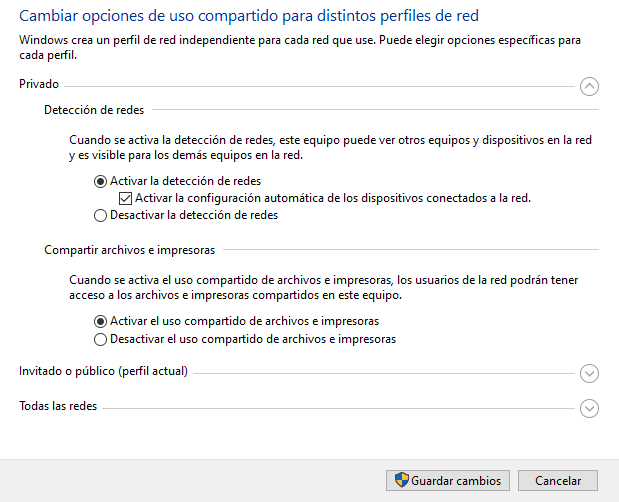 Cambiar opciones de uso compartido para distintos perfiles de red
Windows crea un perfil de red independiente para cada red que use. Puede elegir opciones específicas para
cada perfil.
Privado
Detección de redes
Cuando se activa la detección de redes, este equipo puede ver otros equipos y dispositivos en la red
y es visible para los demás equipos en la red.
Activar la detección de redes
Activar la configuración automática de los dispositivos conectados a la red.
Desactivar la detección de redes
Compartir archivos e impresoras
Cuando se activa el uso compartido de archivos e impresoras, los usuarios de la red podrán tener
acceso a los archivos e impresoras compartidos en este equipo.
Activar el uso compartido de archivos e impresoras
Desactivar el uso compartido de archivos e impresoras
Invitado o público (perfil actual)
Todas las redes
Guardar cambios
Cancelar